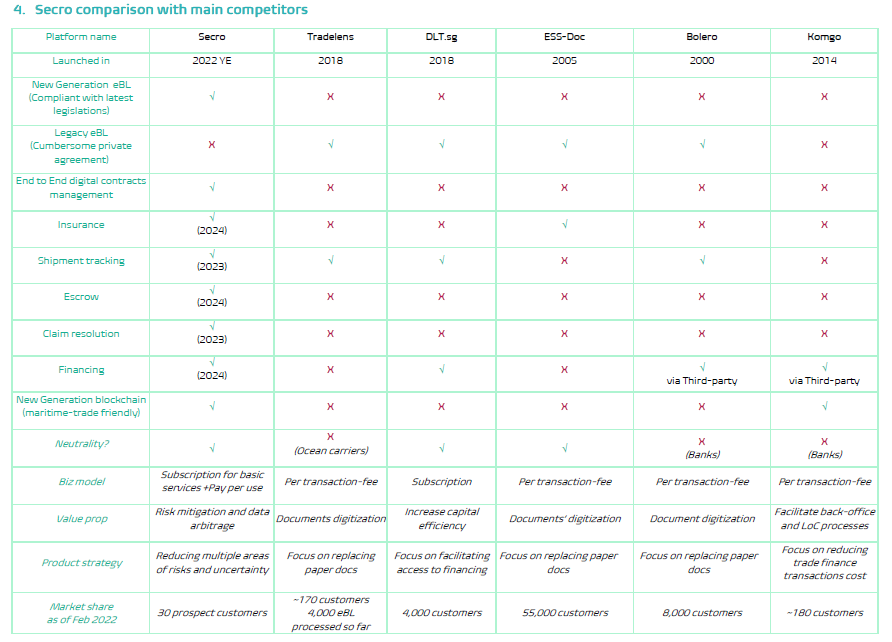 4. Secro comparison with main competitors
Platform name Secro Tradelens DLT.sg ESS-Doc Bolero Komgo
Launched in 2022 YE 2018 2018 2005 2000 2014
New Generation eBL
(Compliant with latest
legislations)
√ X X X X X
Legacy eBL
(Cumbersome private
agreement)
X √ √ √ √ X
End to End digital contracts
management
√ X X X X X
Insurance
√
(2024)
X X √ X X
Shipment tracking
√
(2023)
√ √ X √ X
Escrow
√
(2024)
X X X X X
Claim resolution
√
(2023)
X X X X X
Financing
√
(2024)
X √ X
√
via Third-party
√
via Third-party
New Generation blockchain
(maritime-trade friendly)
√ X X X X √
Neutrality?
√
X
(Ocean carriers)
√ √
X
(Banks)
X
(Banks)
Biz model
Subscription for basic
services +Pay per use
Per transaction-fee
Subscription
Per transaction-fee
Per transaction-fee
Per transaction-fee
Value prop
Risk mitigation and data
arbitrage
Documents digitization
Increase capital
efficiency
Documents' digitization
Document digitization
Facilitate back-office
and LoC processes
Product strategy
Reducing multiple areas
of risks and uncertainty
Focus on replacing
paper docs
Focus on facilitating
access to financing
Focus on replacing paper
docs
Focus on replacing paper
docs
Focus on reducing
trade finance
transactions cost
Market share
as of Feb 2022
30 prospect customers
~170 customers
4,000 eBL
processed so far
4,000 customers
55,000 customers
8,000 customers
~180 customers